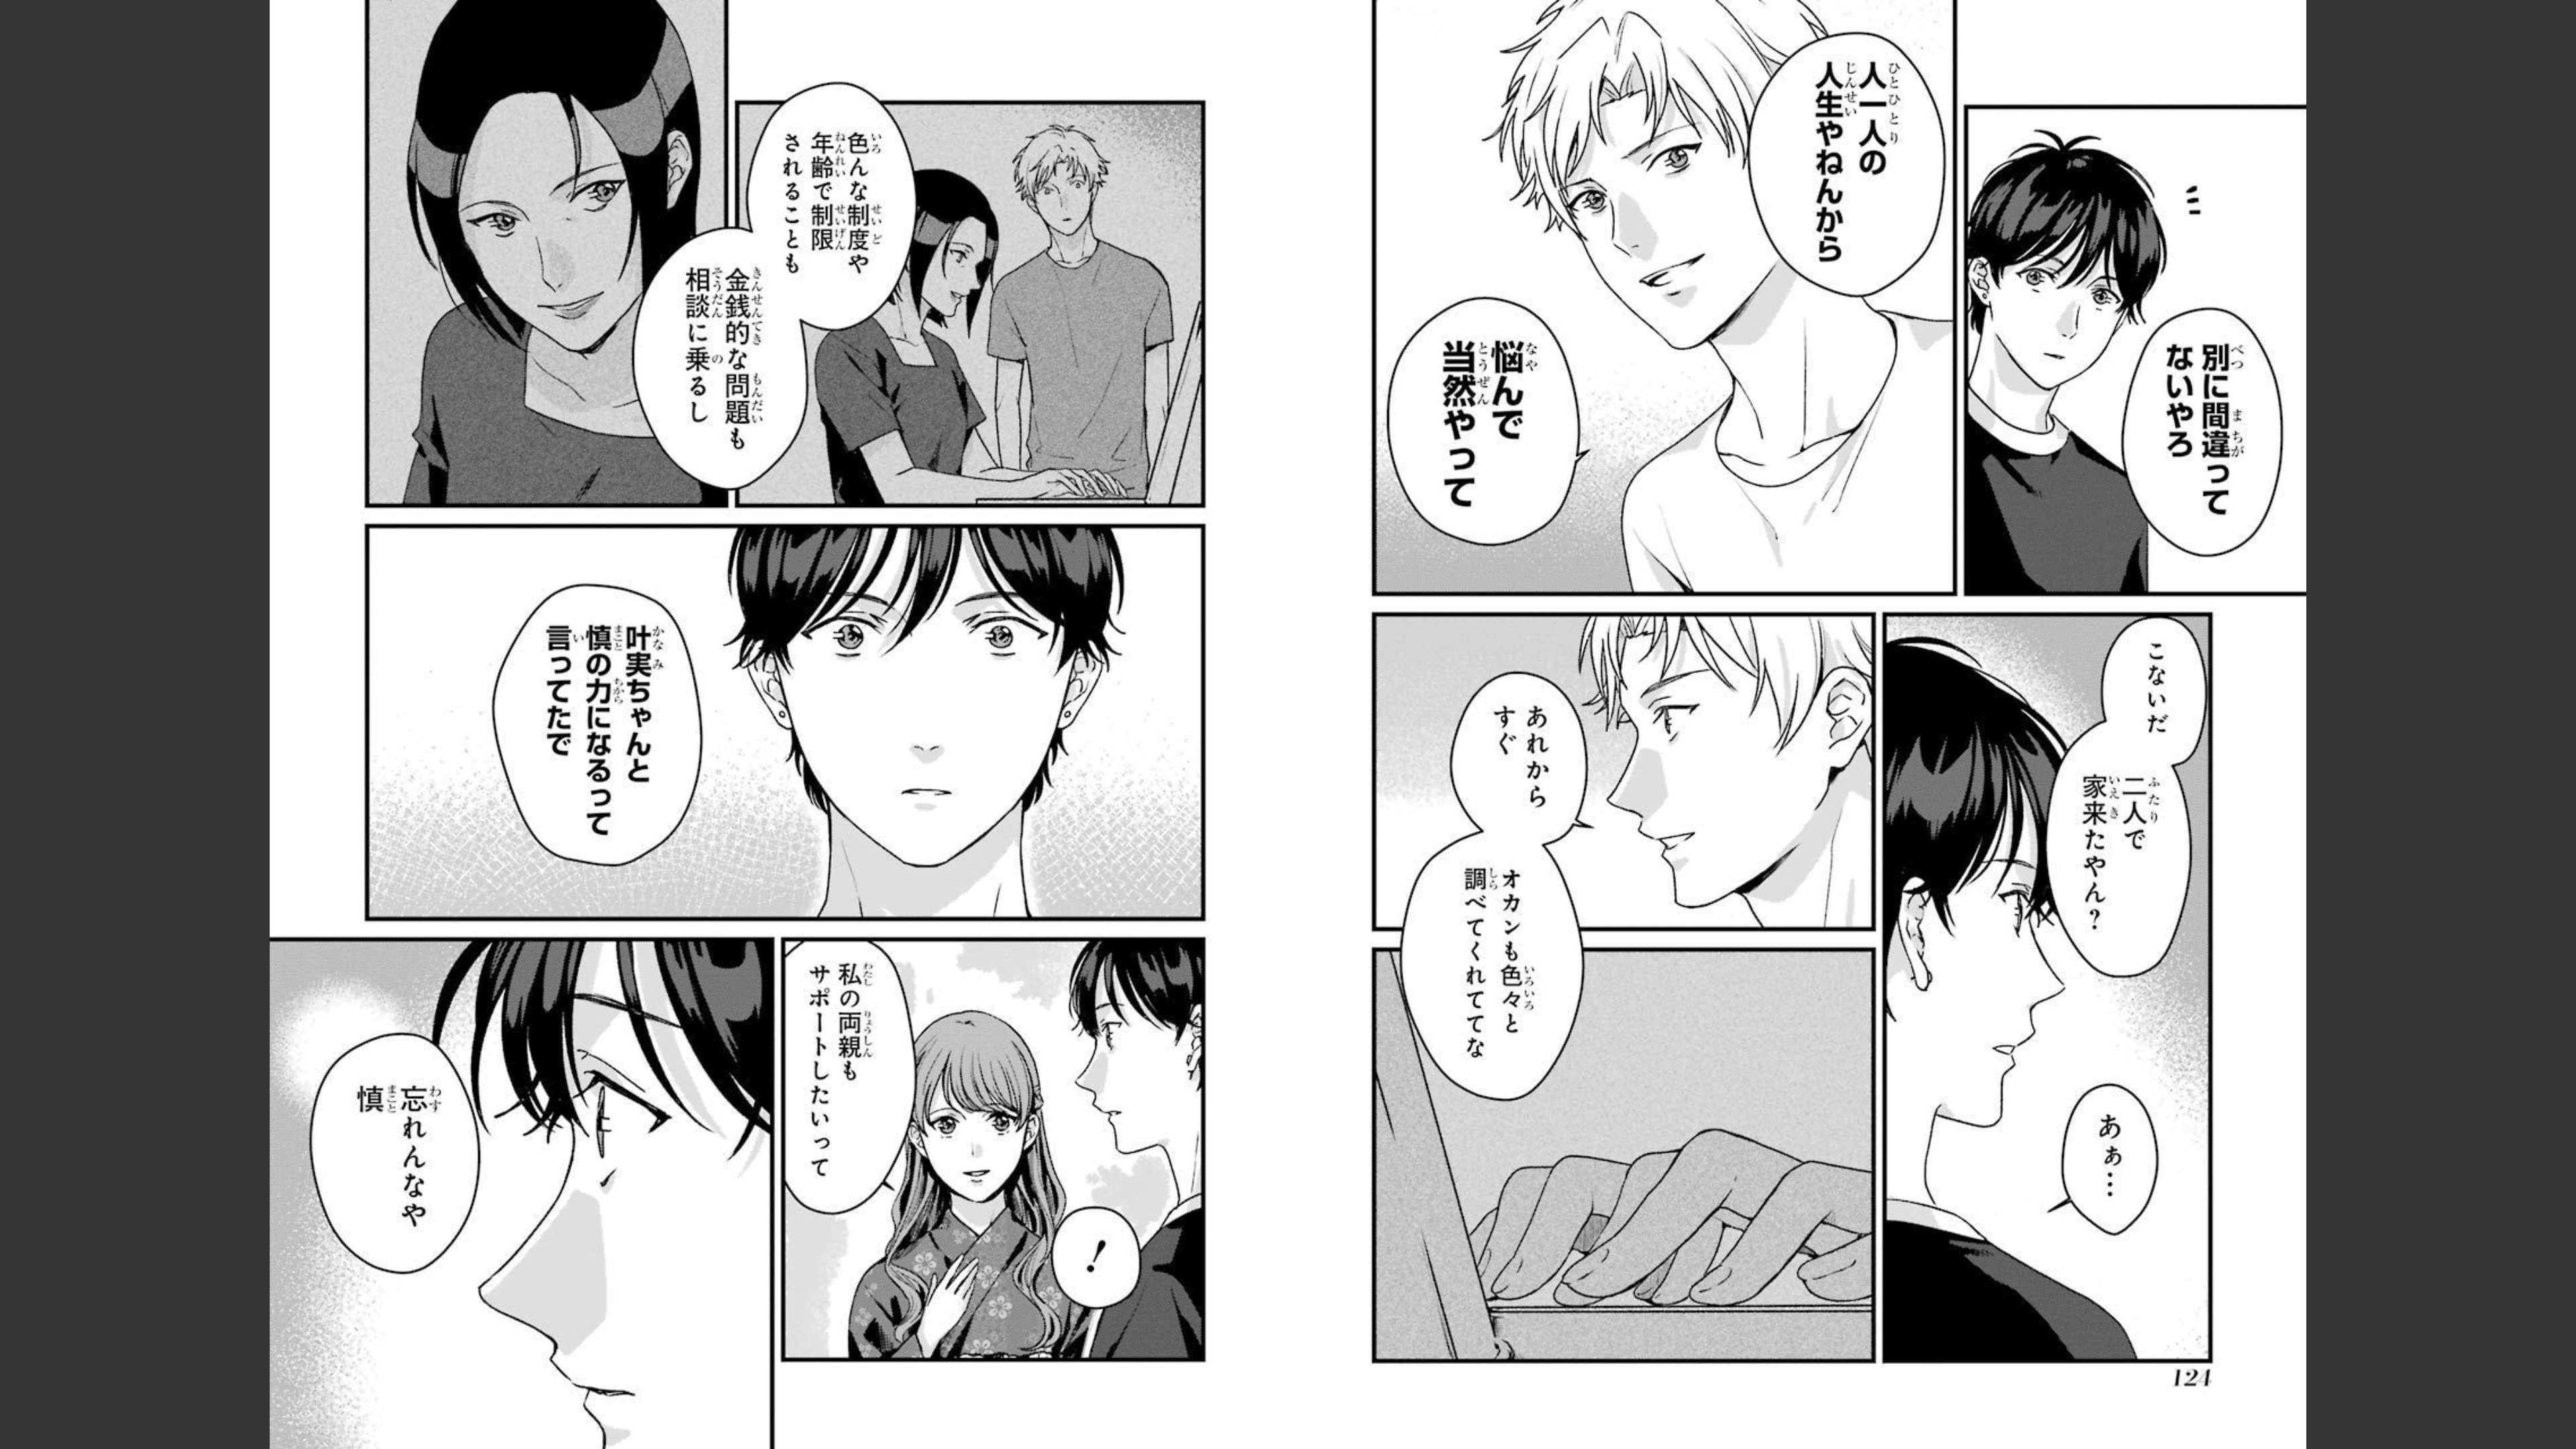 別に間違って
ないやろ
人一人の
人生やねんから
悩んで
当然やって
こないだ
二人で
家来たやん？
あぁ…
あれから
すぐ
オカンも色々と
調べてくれててな
124
色んな制度や
年齢で制限
されることも
金銭的な問題も
相談に乗るし
叶実ちゃんと
慎の力になるって
言ってたで
私の両親も
サポートしたいって
！
忘れんなや
慎